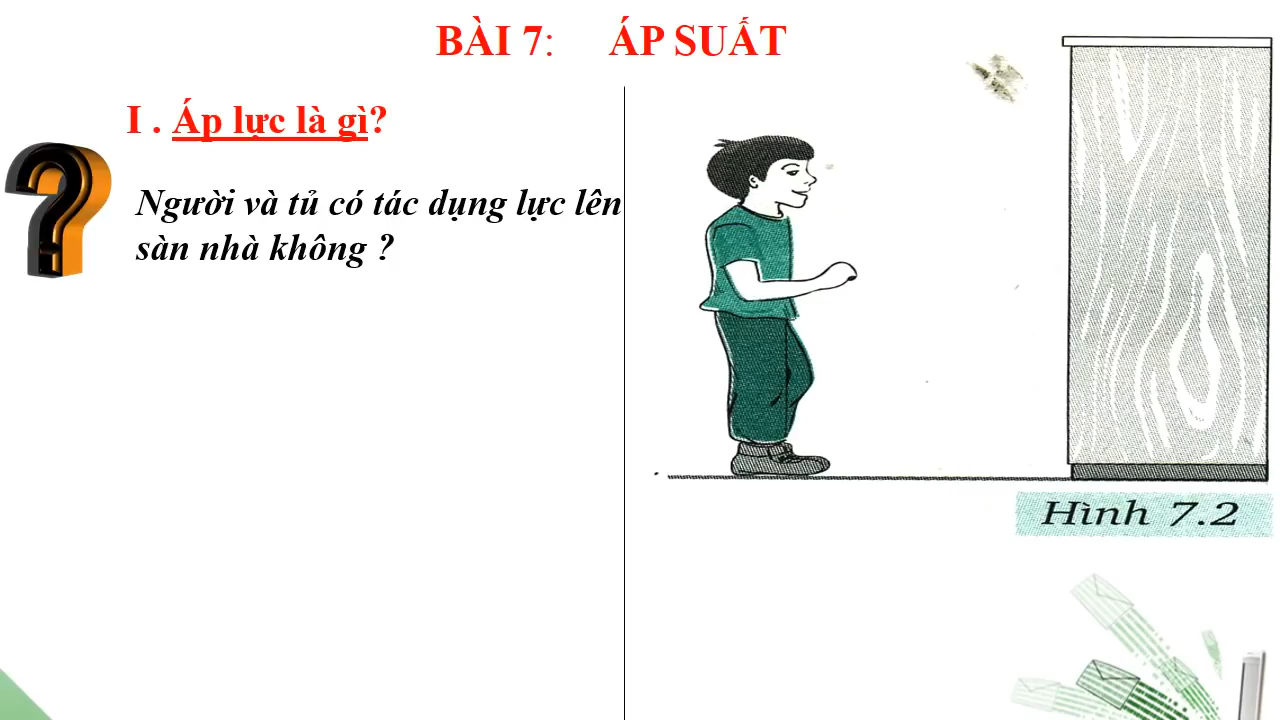 BÀI 7: ÁP SUẤT
I . Áp lực là gì?
Người và tủ có tác dụng lực lên
sàn nhà không ?
Hình 7.2